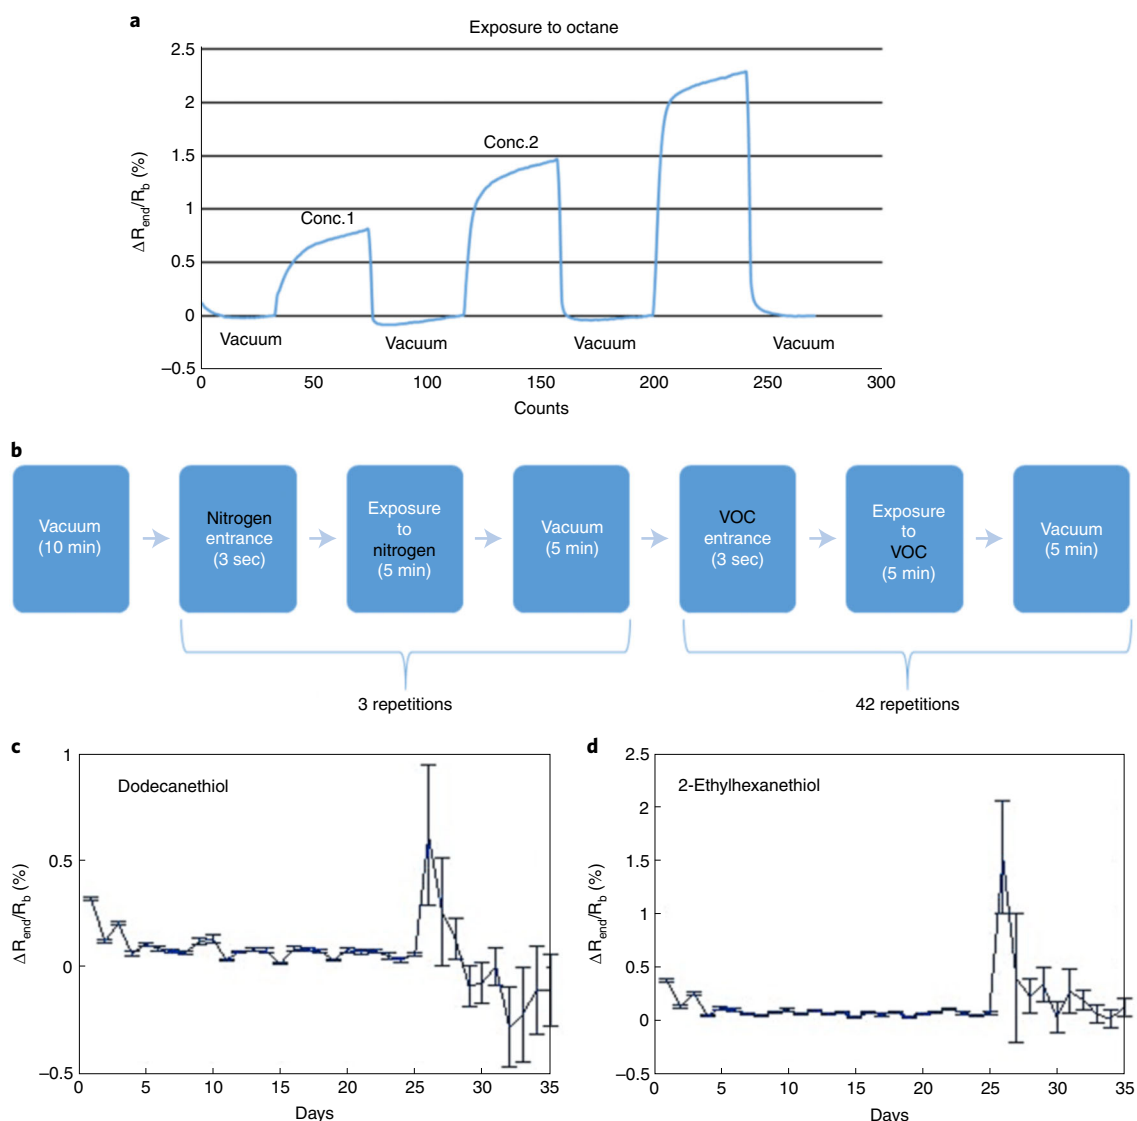 a
Exposure to octane
2.5
2
1.5
1
0.5
0
−0.5
ΔR_end/R_b (%)
Conc.1
Conc.2
Vacuum
Vacuum
Vacuum
Vacuum
0
50
100
150
200
250
300
Counts
b
Vacuum
(10 min)
Nitrogen
entrance
(3 sec)
Exposure
to
nitrogen
(5 min)
Vacuum
(5 min)
VOC
entrance
(3 sec)
Exposure
to
VOC
(5 min)
Vacuum
(5 min)
3 repetitions
42 repetitions
c
Dodecanethiol
1
0.5
0
−0.5
ΔR_end/R_b (%)
0
5
10
15
20
25
30
35
Days
d
2-Ethylhexanethiol
2.5
2
1.5
1
0.5
0
−0.5
ΔR_end/R_b (%)
0
5
10
15
20
25
30
35
Days